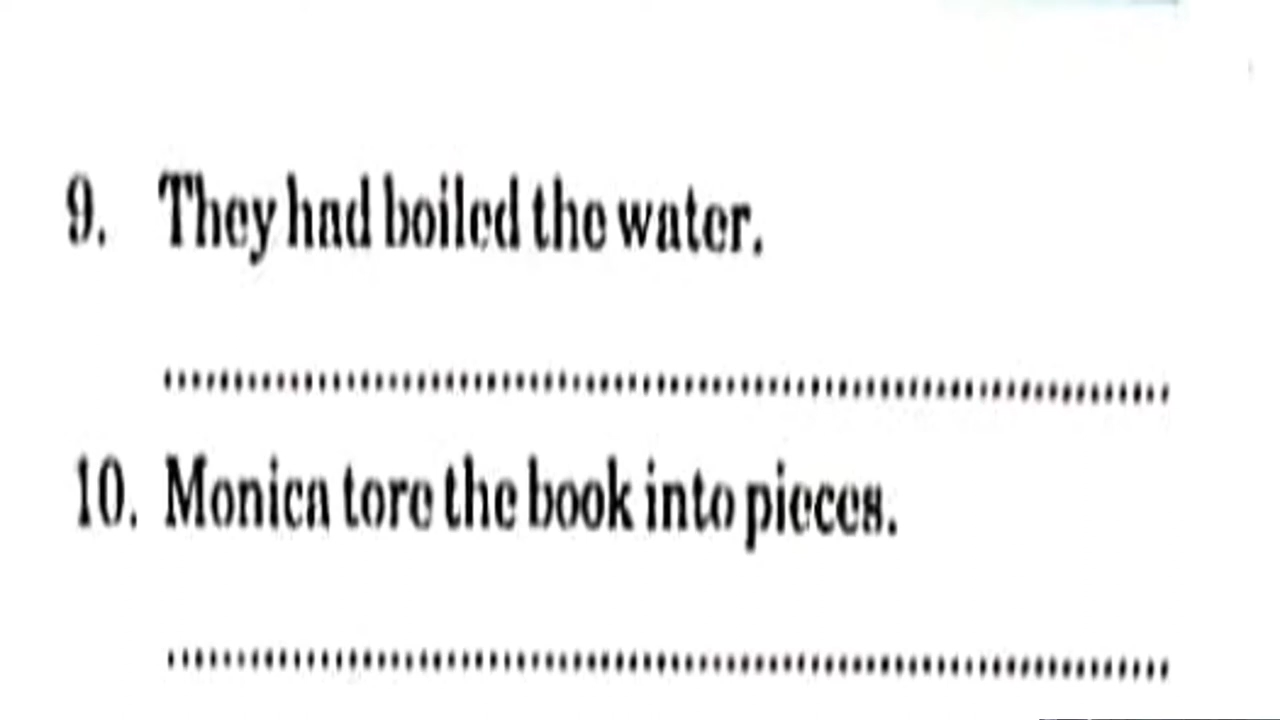 9. They had boiled the water.
10. Monica tore the book into pieces.